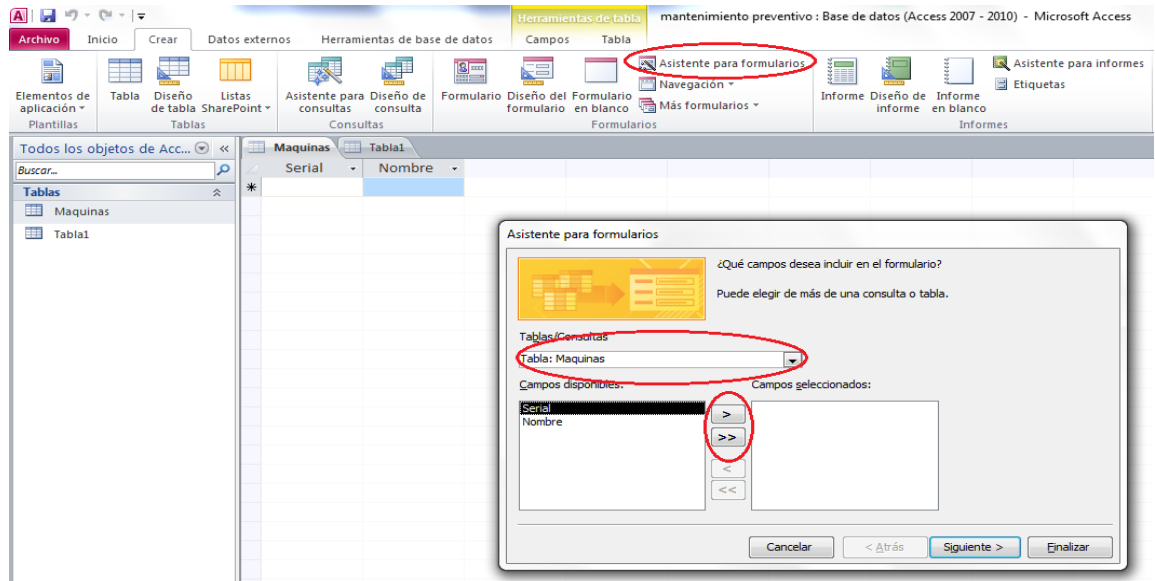 Herramientas de tabla
mantenimiento preventivo : Base de datos (Access 2007 - 2010) - Microsoft Access
Archivo Inicio Crear Datos externos Herramientas de base de datos Campos Tabla
Elementos de aplicación
Tabla
Diseño de tabla
Listas SharePoint
Asistente para consultas
Diseño de consulta
Formulario
Diseño del formulario
Formulario en blanco
Asistente para formularios
Navegación
Más formularios
Informe
Diseño de informe
Informe en blanco
Asistente para informes
Etiquetas
Plantillas Tablas Consultas Formularios Informes
Todos los objetos de Acc... «
Buscar...
Tablas
Maquinas
Tabla1
Maquinas Tabla1
Serial Nombre
*
Asistente para formularios
¿Qué campos desea incluir en el formulario?
Puede elegir de más de una consulta o tabla.
Tablas/Consultas
Tabla: Maquinas
Campos disponibles: Campos seleccionados:
Serial
Nombre
>
>>
<
<<
Cancelar < Atrás Siguiente > Finalizar